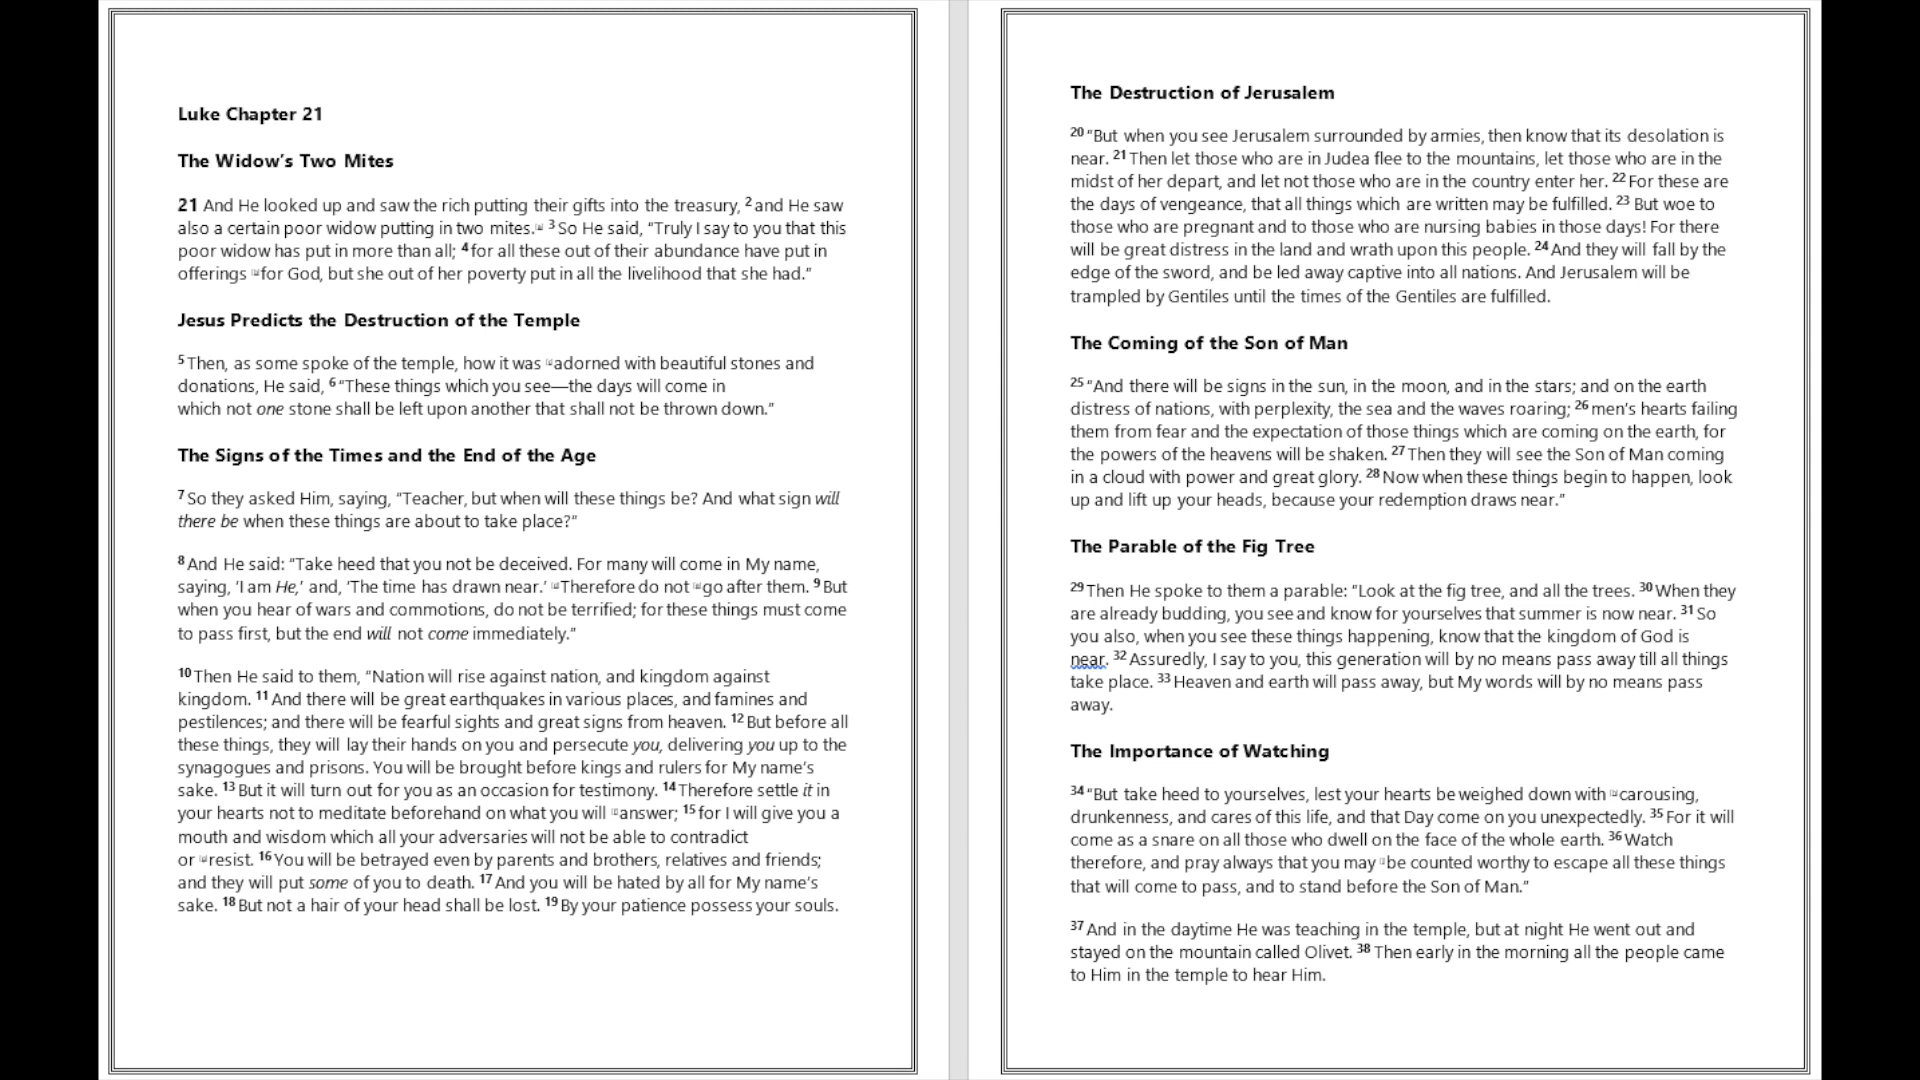 Luke Chapter 21
The Widow’s Two Mites
21 And He looked up and saw the rich putting their gifts into the treasury, 2 and He saw
also a certain poor widow putting in two mites. 3 So He said, “Truly I say to you that this
poor widow has put in more than all; 4 for all these out of their abundance have put in
offerings for God, but she out of her poverty put in all the livelihood that she had.”
Jesus Predicts the Destruction of the Temple
5 Then, as some spoke of the temple, how it was adorned with beautiful stones and
donations, He said, 6 “These things which you see—the days will come in
which not one stone shall be left upon another that shall not be thrown down.”
The Signs of the Times and the End of the Age
7 So they asked Him, saying, “Teacher, but when will these things be? And what sign will
there be when these things are about to take place?”
8 And He said: “Take heed that you not be deceived. For many will come in My name,
saying, ‘I am He,’ and, ‘The time has drawn near.’ Therefore do not go after them. 9 But
when you hear of wars and commotions, do not be terrified; for these things must come
to pass first, but the end will not come immediately.”
10 Then He said to them, “Nation will rise against nation, and kingdom against
kingdom. 11 And there will be great earthquakes in various places, and famines and
pestilences; and there will be fearful sights and great signs from heaven. 12 But before all
these things, they will lay their hands on you and persecute you, delivering you up to the
synagogues and prisons. You will be brought before kings and rulers for My name’s
sake. 13 But it will turn out for you as an occasion for testimony. 14 Therefore settle it in
your hearts not to meditate beforehand on what you will answer; 15 for I will give you a
mouth and wisdom which all your adversaries will not be able to contradict
or resist. 16 You will be betrayed even by parents and brothers, relatives and friends;
and they will put some of you to death. 17 And you will be hated by all for My name’s
sake. 18 But not a hair of your head shall be lost. 19 By your patience possess your souls.
The Destruction of Jerusalem
20 “But when you see Jerusalem surrounded by armies, then know that its desolation is
near. 21 Then let those who are in Judea flee to the mountains, let those who are in the
midst of her depart, and let not those who are in the country enter her. 22 For these are
the days of vengeance, that all things which are written may be fulfilled. 23 But woe to
those who are pregnant and to those who are nursing babies in those days! For there
will be great distress in the land and wrath upon this people. 24 And they will fall by the
edge of the sword, and be led away captive into all nations. And Jerusalem will be
trampled by Gentiles until the times of the Gentiles are fulfilled.
The Coming of the Son of Man
25 “And there will be signs in the sun, in the moon, and in the stars; and on the earth
distress of nations, with perplexity, the sea and the waves roaring; 26 men’s hearts failing
them from fear and the expectation of those things which are coming on the earth, for
the powers of the heavens will be shaken. 27 Then they will see the Son of Man coming
in a cloud with power and great glory. 28 Now when these things begin to happen, look
up and lift up your heads, because your redemption draws near.”
The Parable of the Fig Tree
29 Then He spoke to them a parable: “Look at the fig tree, and all the trees. 30 When they
are already budding, you see and know for yourselves that summer is now near. 31 So
you also, when you see these things happening, know that the kingdom of God is
near. 32 Assuredly, I say to you, this generation will by no means pass away till all things
take place. 33 Heaven and earth will pass away, but My words will by no means pass
away.
The Importance of Watching
34 “But take heed to yourselves, lest your hearts be weighed down with carousing,
drunkenness, and cares of this life, and that Day come on you unexpectedly. 35 For it will
come as a snare on all those who dwell on the face of the whole earth. 36 Watch
therefore, and pray always that you may be counted worthy to escape all these things
that will come to pass, and to stand before the Son of Man.”
37 And in the daytime He was teaching in the temple, but at night He went out and
stayed on the mountain called Olivet. 38 Then early in the morning all the people came
to Him in the temple to hear Him.